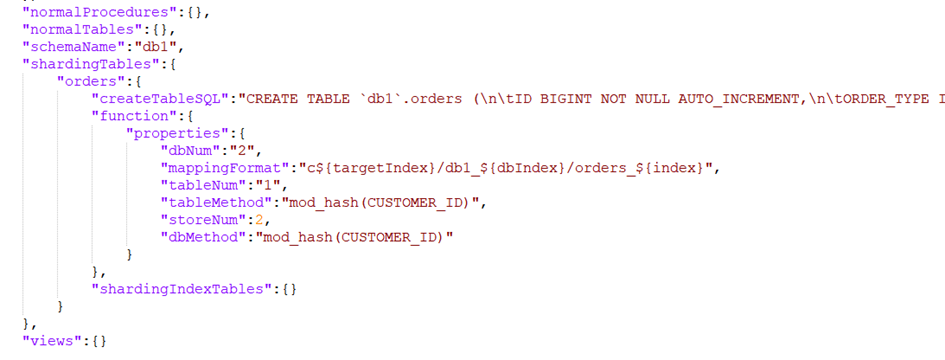 "normalProcedures":{},
"normalTables":{},
"schemaName":"db1",
"shardingTables":{
"orders":{
"createTableSQL":"CREATE TABLE `db1`.orders (\n\tID BIGINT NOT NULL AUTO_INCREMENT,\n\tORDER_TYPE I
"function":{
"properties":{
"dbNum":"2",
"mappingFormat":"c${targetIndex}/db1_${dbIndex}/orders_${index}",
"tableNum":"1",
"tableMethod":"mod_hash(CUSTOMER_ID)",
"storeNum":2,
"dbMethod":"mod_hash(CUSTOMER_ID)"
}
},
"shardingIndexTables":{}
}
},
"views":{}